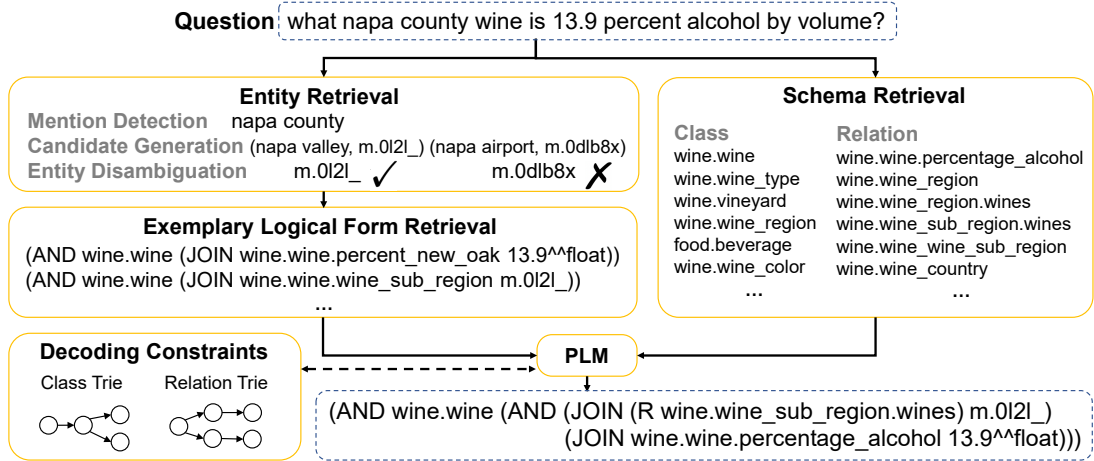 Question what napa county wine is 13.9 percent alcohol by volume?
Entity Retrieval
Mention Detection napa county
Candidate Generation (napa valley, m.0l2l_) (napa airport, m.0dlb8x)
Entity Disambiguation m.0l2l_ ✓ m.0dlb8x ✗
Exemplary Logical Form Retrieval
(AND wine.wine (JOIN wine.wine.percent_new_oak 13.9^^float))
(AND wine.wine (JOIN wine.wine.wine_sub_region m.0l2l_))
...
Schema Retrieval
Class Relation
wine.wine wine.wine.percentage_alcohol
wine.wine_type wine.wine_region
wine.vineyard wine.wine_region.wines
wine.wine_region wine.wine_sub_region.wines
food.beverage wine.wine_wine_sub_region
wine.wine_color wine.wine_country
... ...
Decoding Constraints
Class Trie Relation Trie
PLM
(AND wine.wine (AND (JOIN (R wine.wine_sub_region.wines) m.0l2l_)
(JOIN wine.wine.percentage_alcohol 13.9^^float)))